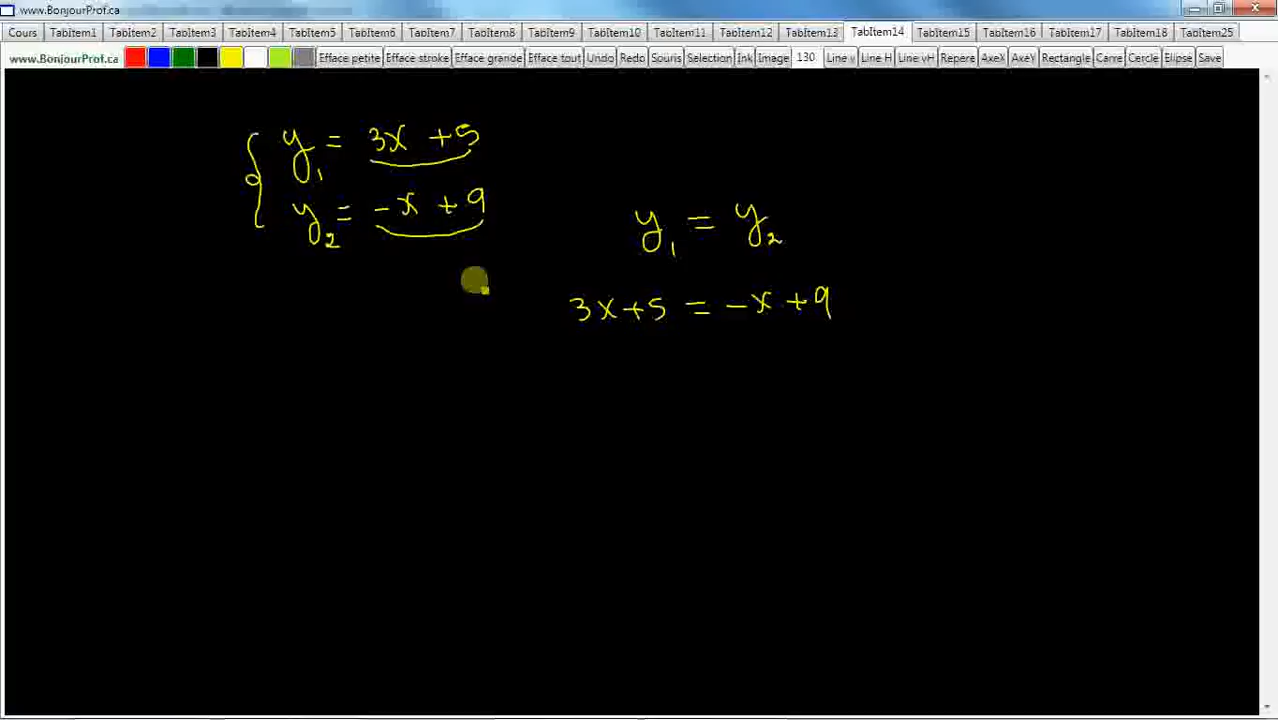 www.BonjourProf.ca
Cours TabItem1 TabItem2 TabItem3 TabItem4 TabItem5 TabItem6 TabItem7 TabItem8 TabItem9 TabItem10 TabItem11 TabItem12 TabItem13 TabItem14 TabItem15 TabItem16 TabItem17 TabItem18 TabItem25
www.BonjourProf.ca Efface petite Efface stroke Efface grande Efface tout Undo Redo Souris Selection Ink Image 130 Line v Line H Line vH Repere AxeX AxeY Rectangle Carre Cercle Elipse Save
y₁ = 3x + 5
y₂ = -x + 9
y₁ = y₂
3x + 5 = -x + 9